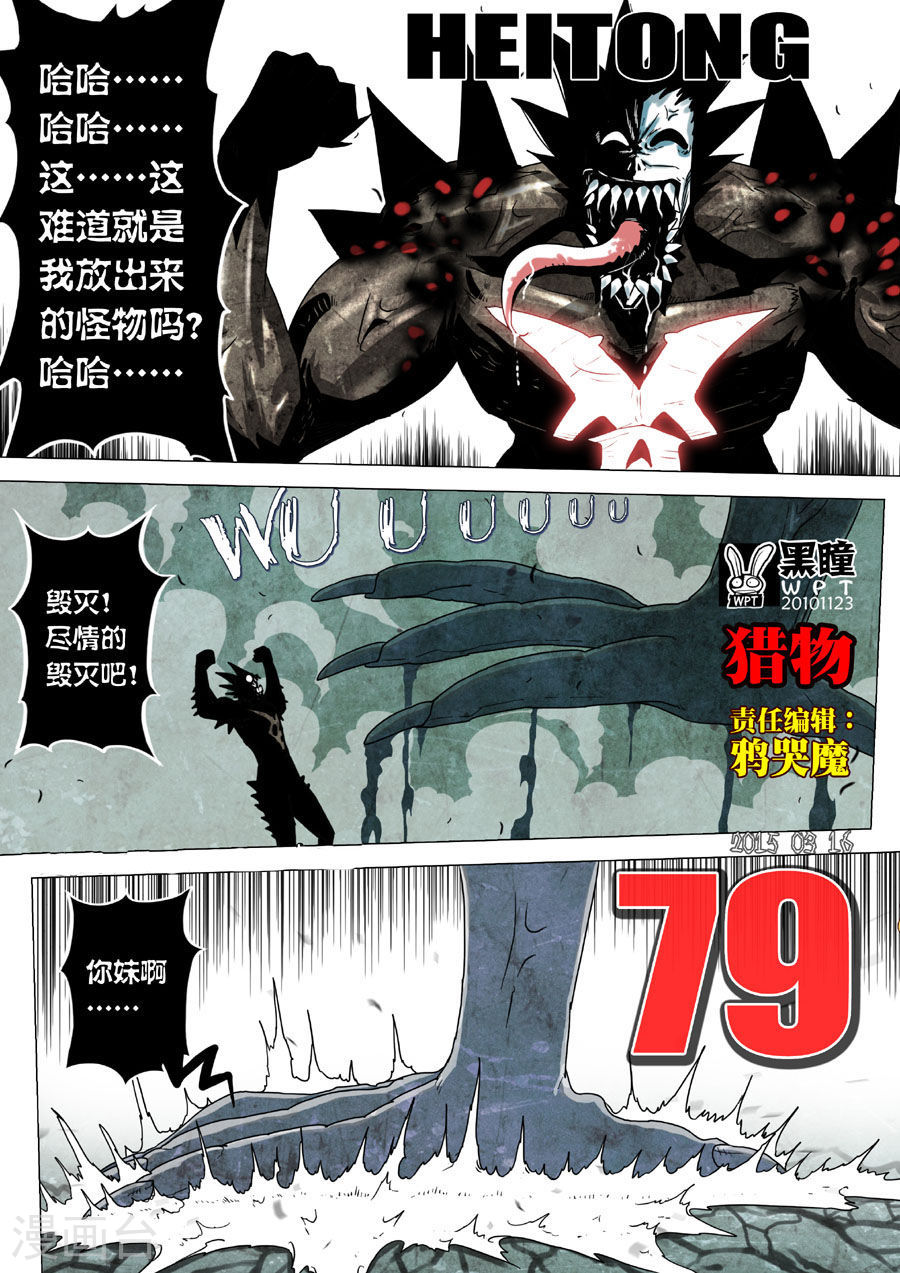 HEITONG
哈哈……
哈哈……
这……这
难道就是
我放出来
的怪物吗？
哈哈……
WUUUUUUU
毁灭！
尽情的
毁灭吧！
黑瞳
WPT
WPT
20101123
猎物
责任编辑：
鸦哭魔
2015 03 16
79
你妹啊
……
漫画台